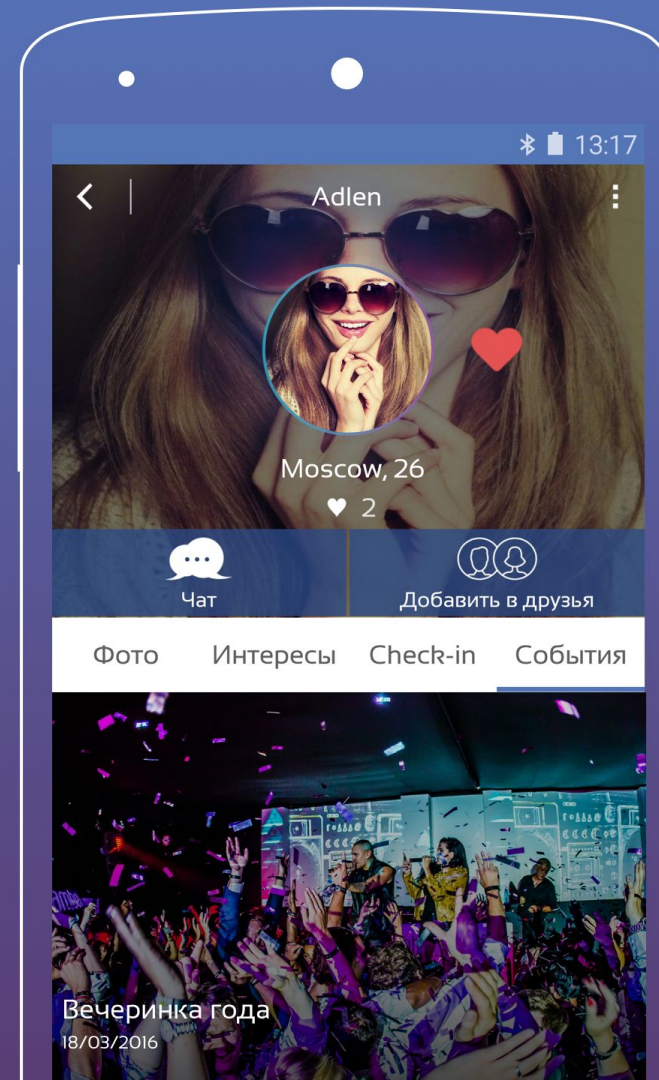 13:17
Adlen
Moscow, 26
♥ 2
Чат
Добавить в друзья
Фото Интересы Check-in События
Вечеринка года
18/03/2016